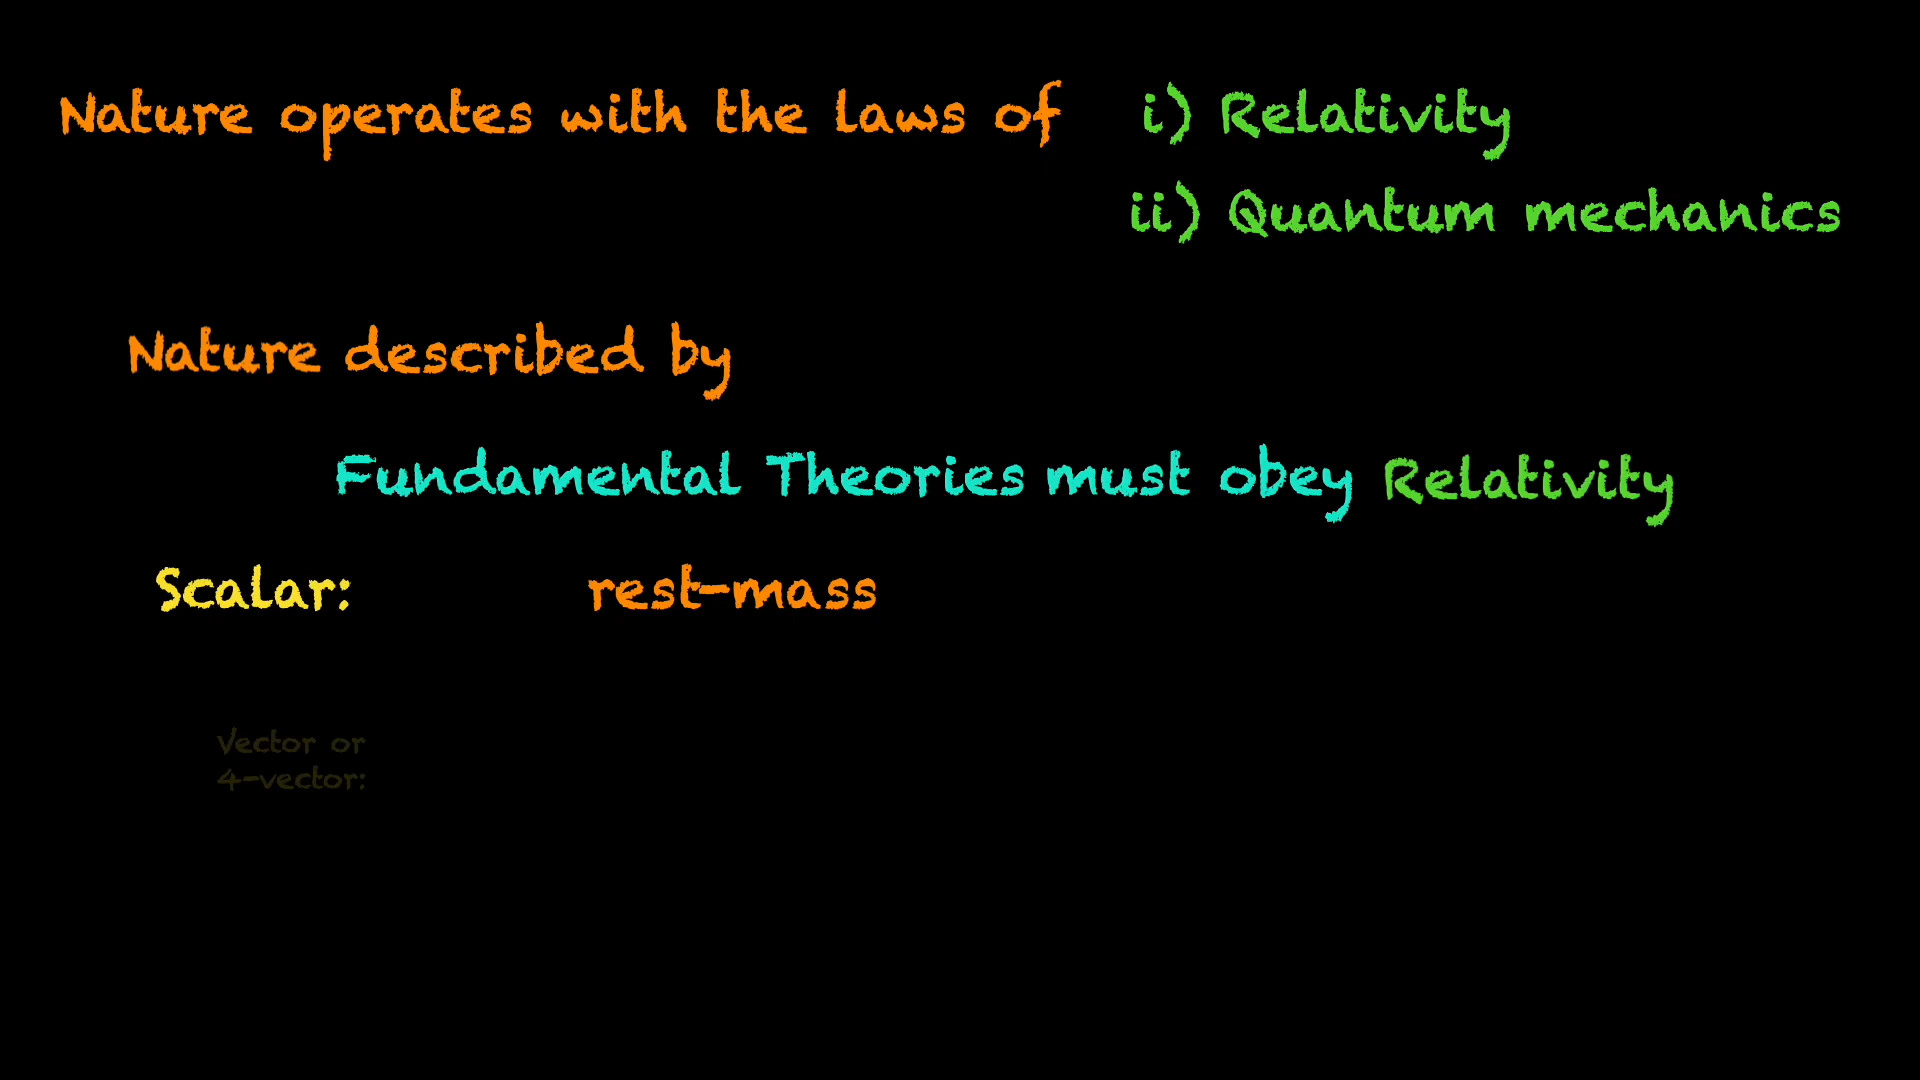 Nature operates with the laws of i) Relativity
ii) Quantum mechanics
Nature described by
Fundamental Theories must obey Relativity
Scalar: rest-mass
Vector or
4-vector: